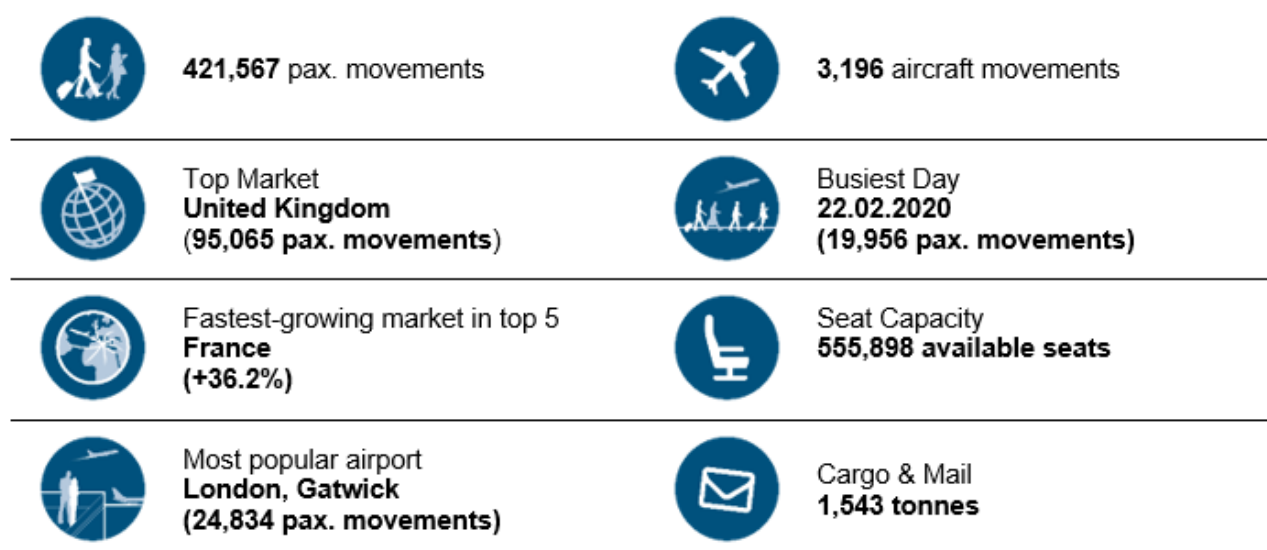 421,567 pax. movements
3,196 aircraft movements
Top Market
United Kingdom
(95,065 pax. movements)
Busiest Day
22.02.2020
(19,956 pax. movements)
Fastest-growing market in top 5
France
(+36.2%)
Seat Capacity
555,898 available seats
Most popular airport
London, Gatwick
(24,834 pax. movements)
Cargo & Mail
1,543 tonnes